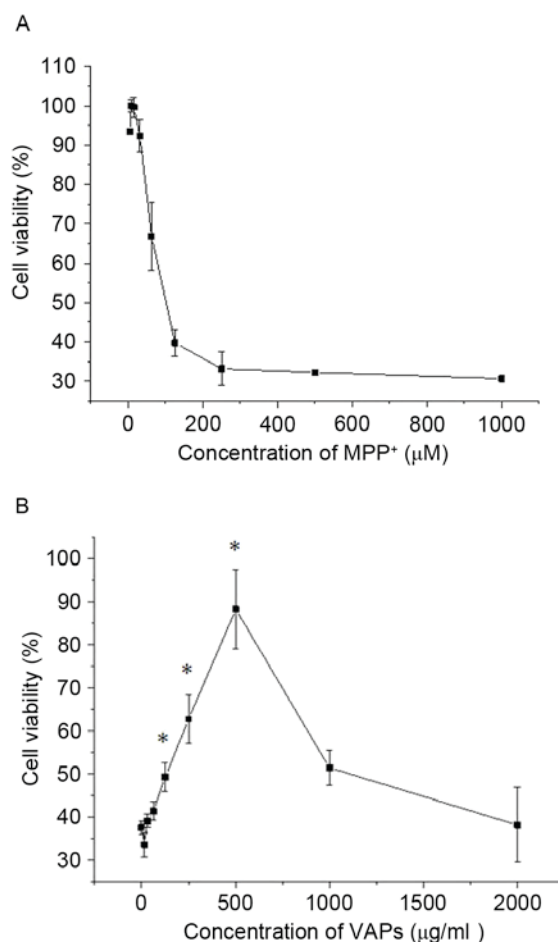 A
110
100
90
80
70
60
50
40
30
Cell viability (%)
0 200 400 600 800 1000
Concentration of MPP⁺ (μM)
B
100
90
80
70
60
50
40
30
Cell viability (%)
*
*
*
0 500 1000 1500 2000
Concentration of VAPs (μg/ml )